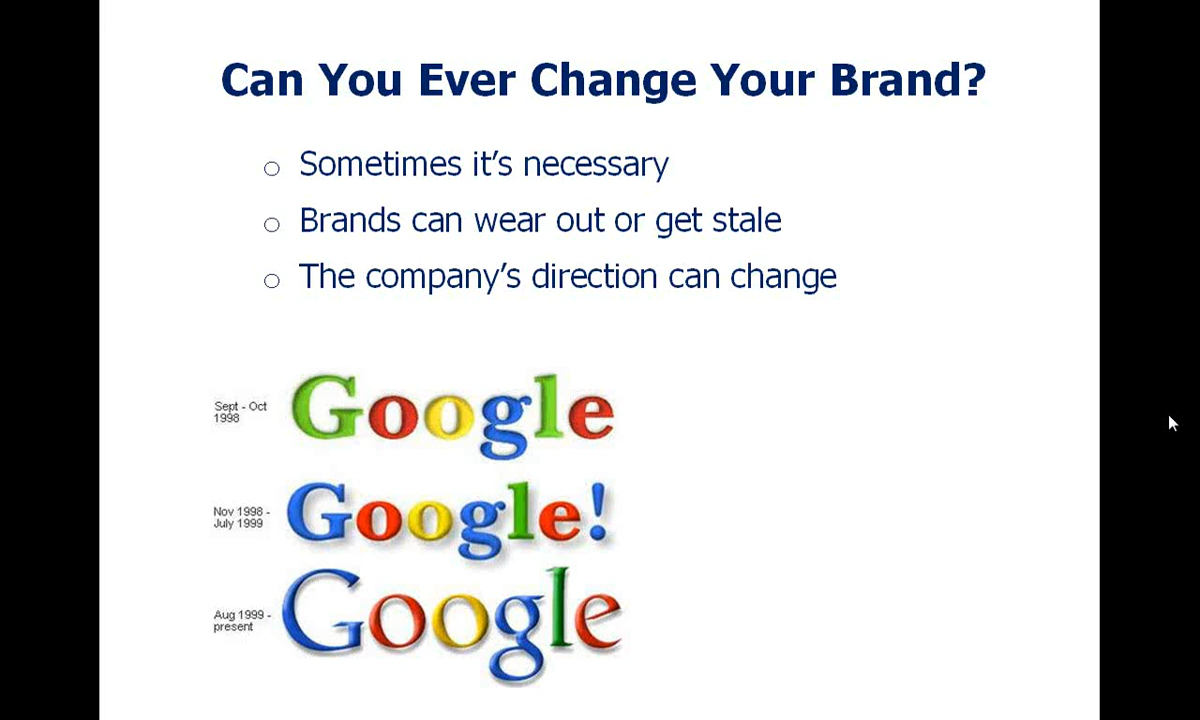 Can You Ever Change Your Brand?
Sometimes it’s necessary
Brands can wear out or get stale
The company’s direction can change
Sept - Oct
1998
Google
Nov 1998 -
July 1999
Google!
Aug 1999 -
present
Google